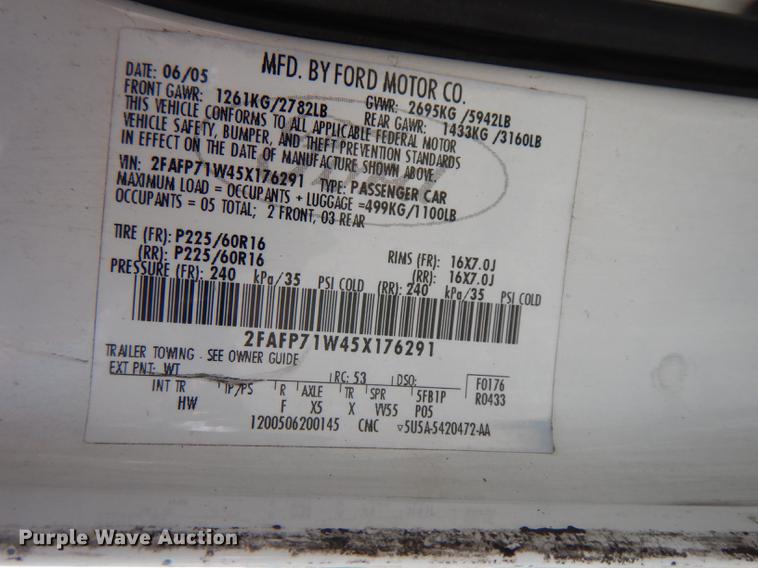 MFD. BY FORD MOTOR CO.
DATE: 06/05
FRONT GAWR: 1261KG/2782LB
GVWR: 2695KG/5942LB
REAR GAWR: 1433KG/3160LB
THIS VEHICLE CONFORMS TO ALL APPLICABLE FEDERAL MOTOR
VEHICLE SAFETY, BUMPER, AND THEFT PREVENTION STANDARDS
IN EFFECT ON THE DATE OF MANUFACTURE SHOWN ABOVE.
VIN: 2FAFP71W45X176291 TYPE: PASSENGER CAR
MAXIMUM LOAD = OCCUPANTS + LUGGAGE =499KG/1100LB
OCCUPANTS = 05 TOTAL; 2 FRONT, 03 REAR
TIRE (FR): P225/60R16 RIMS (FR): 16X7.0J
(RR): P225/60R16 (RR): 16X7.0J
PRESSURE (FR): 240 kPa/35 PSI COLD (RR): 240 kPa/35 PSI COLD
2FAFP71W45X176291
TRAILER TOWING - SEE OWNER GUIDE
EXT PNT: WT RC: 53 DSO: F0176
INT TR TP/PS R AXLE TR SPR 5FB1P R0433
HW F X5 X VV55 P05
1200506200145 CMC ▽5U5A-5420472-AA
Purple Wave Auction